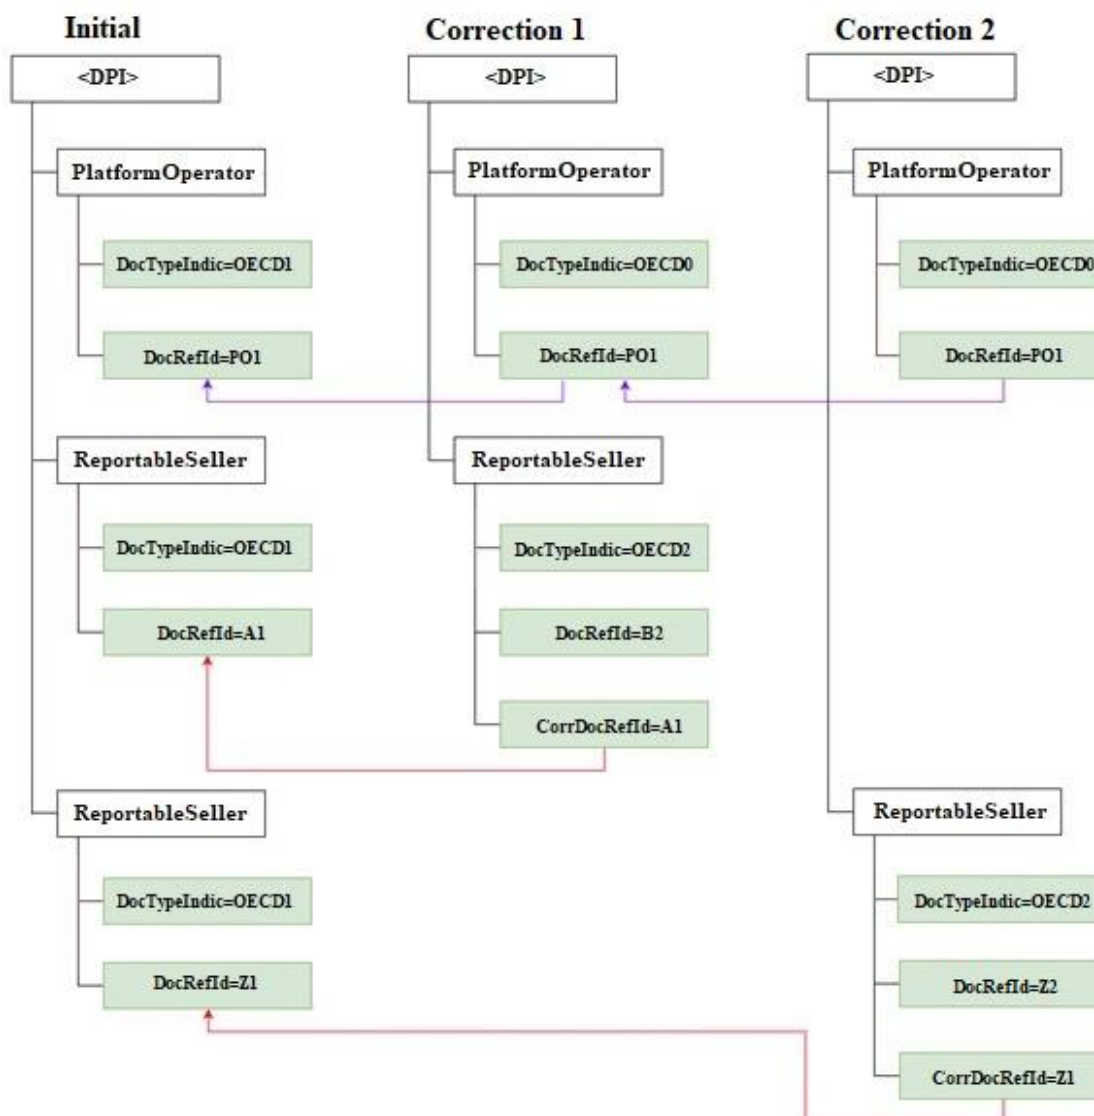 Initial
Correction 1
Correction 2
<DPI>
<DPI>
<DPI>
PlatformOperator
PlatformOperator
PlatformOperator
DocTypeIndic=OECD1
DocTypeIndic=OECD0
DocTypeIndic=OECD0
DocRefId=PO1
DocRefId=PO1
DocRefId=PO1
ReportableSeller
ReportableSeller
DocTypeIndic=OECD1
DocTypeIndic=OECD2
DocRefId=A1
DocRefId=B2
CorrDocRefId=A1
ReportableSeller
ReportableSeller
DocTypeIndic=OECD1
DocTypeIndic=OECD2
DocRefId=Z1
DocRefId=Z2
CorrDocRefId=Z1